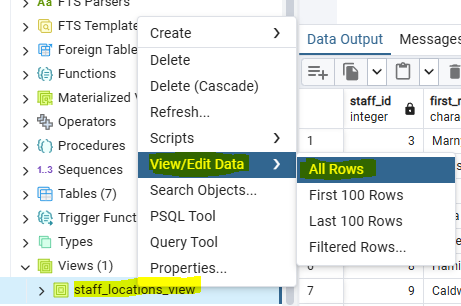 FTS Parsers
FTS Template
Foreign Table
Functions
Materialized V
Operators
Procedures
Sequences
Tables (7)
Trigger Funct
Types
Views (1)
staff_locations_view
Create
Delete
Delete (Cascade)
Refresh...
Scripts
View/Edit Data
Search Objects...
PSQL Tool
Query Tool
Properties...
All Rows
First 100 Rows
Last 100 Rows
Filtered Rows...
Data Output Messages
staff_id first_n
integer chara
1 3 Marn
6 8 Hami
7 9 Caldw